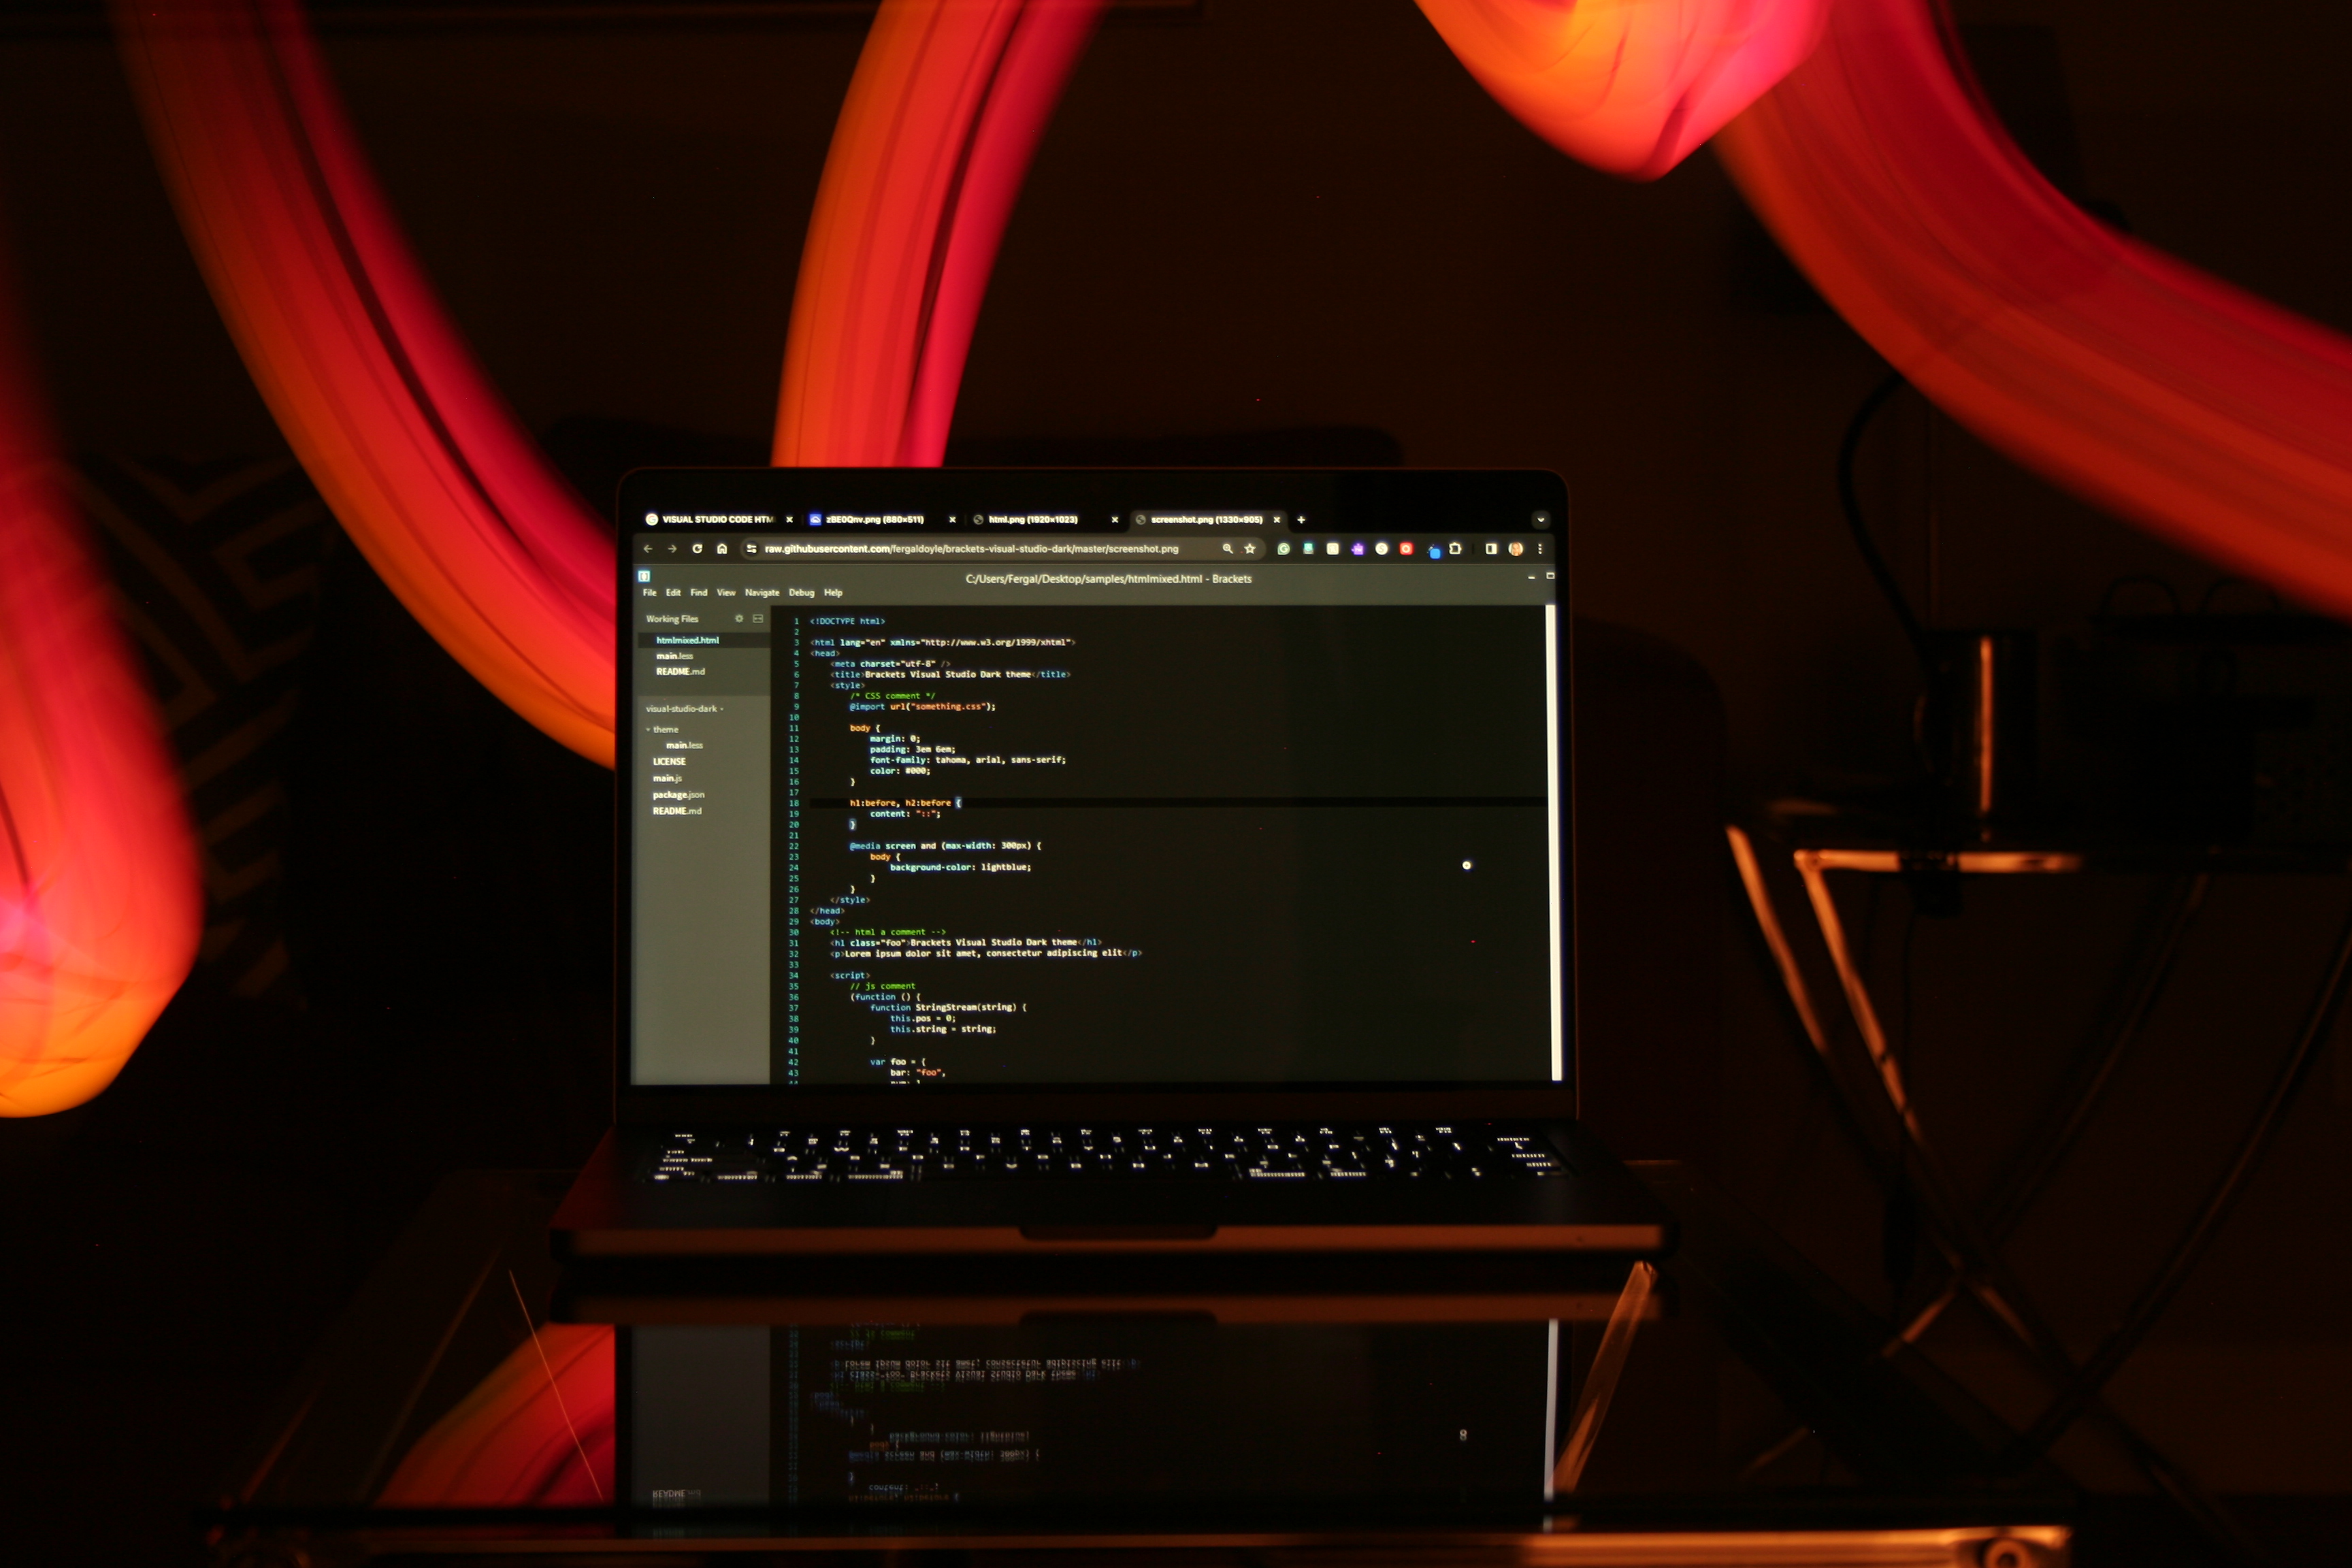 VISUAL STUDIO CODE HTM
zBE0Qnv.png (880×511)
html.png (1920×1023)
screenshot.png (1330×905)
raw.githubusercontent.com/fergaldoyle/brackets-visual-studio-dark/master/screenshot.png
C:/Users/Fergal/Desktop/samples/htmlmixed.html - Brackets
File Edit Find View Navigate Debug Help
Working Files
htmlmixed.html
main.less
README.md
visual-studio-dark
theme
main.less
LICENSE
main.js
package.json
README.md
1 <!DOCTYPE html>
2
3 <html lang="en" xmlns="http://www.w3.org/1999/xhtml">
4 <head>
5 <meta charset="utf-8" />
6 <title>Brackets Visual Studio Dark theme</title>
7 <style>
8 /* CSS comment */
9 @import url("something.css");
10
11 body {
12 margin: 0;
13 padding: 3em 6em;
14 font-family: tahoma, arial, sans-serif;
15 color: #000;
16 }
17
18 h1:before, h2:before {
19 content: "::";
20 }
21
22 @media screen and (max-width: 300px) {
23 body {
24 background-color: lightblue;
25 }
26 }
27 </style>
28 </head>
29 <body>
30 <!-- html a comment -->
31 <h1 class="foo">Brackets Visual Studio Dark theme</h1>
32 <p>Lorem ipsum dolor sit amet, consectetur adipiscing elit</p>
33
34 <script>
35 // js comment
36 (function () {
37 function StringStream(string) {
38 this.pos = 0;
39 this.string = string;
40 }
41
42 var foo = {
43 bar: "foo",